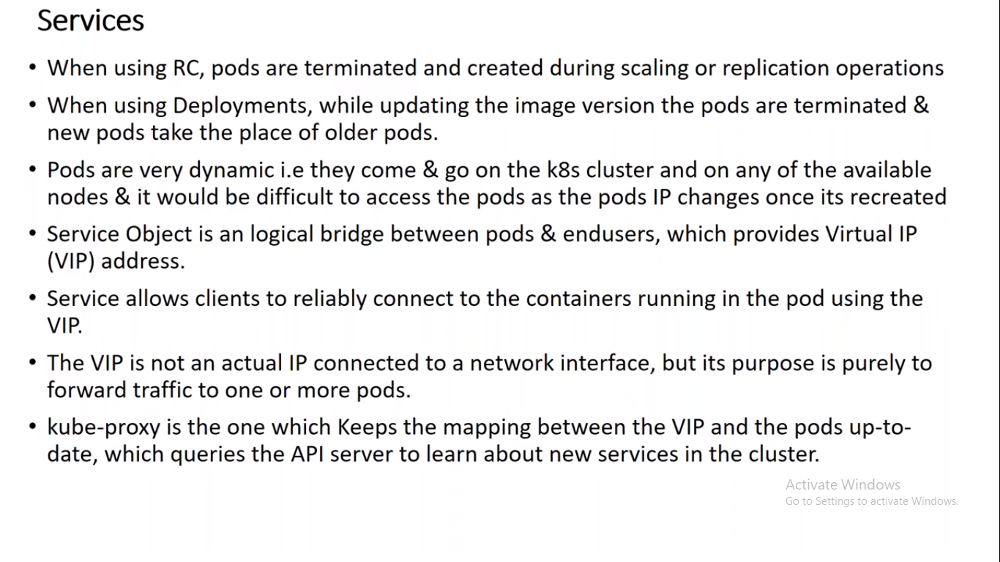 Services
• When using RC, pods are terminated and created during scaling or replication operations
• When using Deployments, while updating the image version the pods are terminated &
new pods take the place of older pods.
• Pods are very dynamic i.e they come & go on the k8s cluster and on any of the available
nodes & it would be difficult to access the pods as the pods IP changes once its recreated
• Service Object is an logical bridge between pods & endusers, which provides Virtual IP
(VIP) address.
• Service allows clients to reliably connect to the containers running in the pod using the
VIP.
• The VIP is not an actual IP connected to a network interface, but its purpose is purely to
forward traffic to one or more pods.
• kube-proxy is the one which Keeps the mapping between the VIP and the pods up-to-
date, which queries the API server to learn about new services in the cluster.
Activate Windows
Go to Settings to activate Windows.